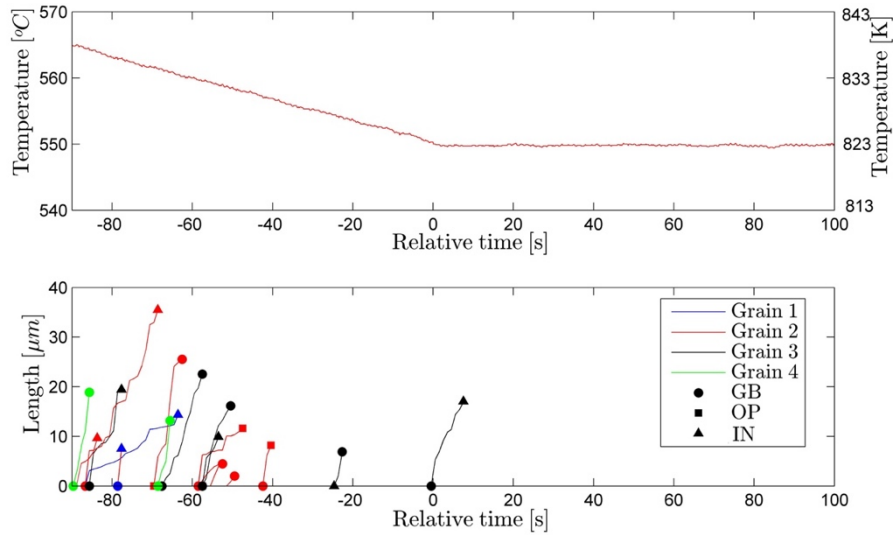 Temperature [°C]
570
560
550
540
843
833
823
813
Temperature [K]
-80 -60 -40 -20 0 20 40 60 80 100
Relative time [s]
Length [μm]
40
30
20
10
0
Grain 1
Grain 2
Grain 3
Grain 4
GB
OP
IN
-80 -60 -40 -20 0 20 40 60 80 100
Relative time [s]